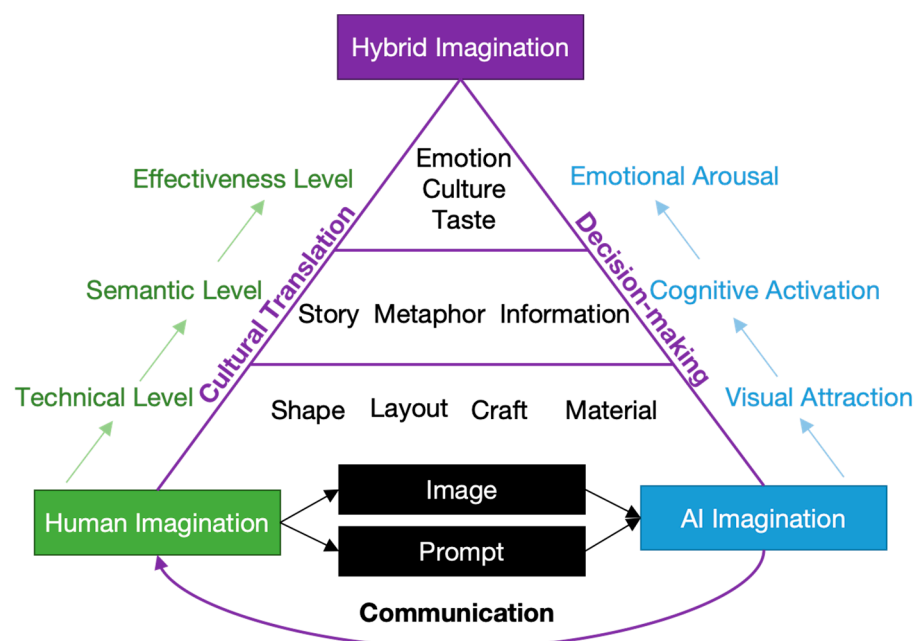 Hybrid Imagination
Emotion
Culture
Taste
Effectiveness Level
Emotional Arousal
Cultural Translation
Decision-making
Semantic Level
Cognitive Activation
Story Metaphor Information
Technical Level
Visual Attraction
Shape Layout Craft Material
Human Imagination
Image
Prompt
AI Imagination
Communication